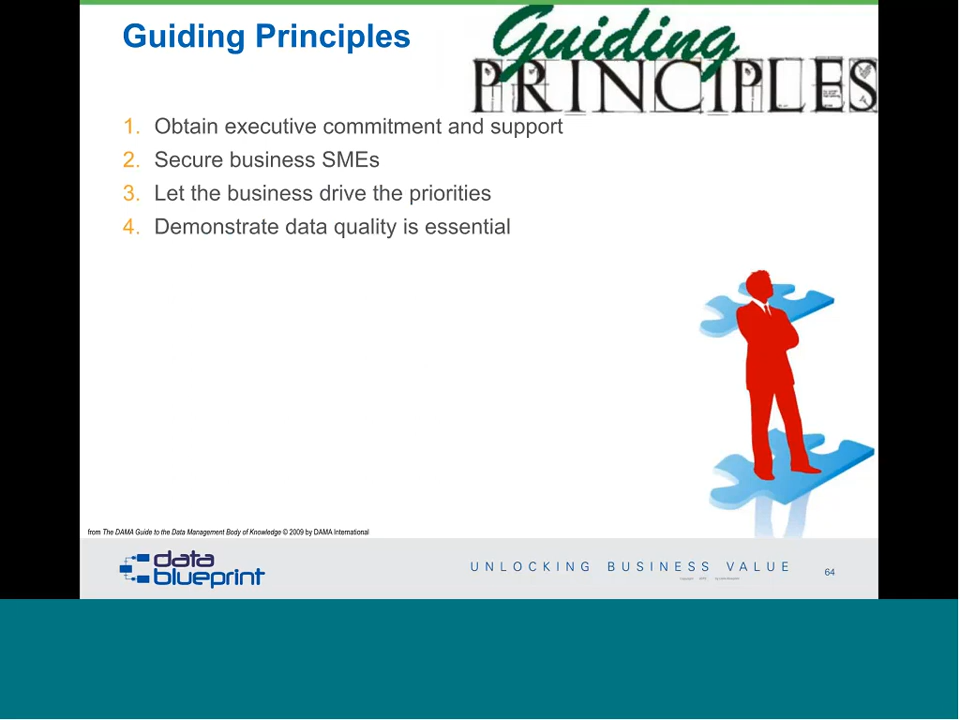 Guiding Principles
Guiding
PRINCIPLES
1. Obtain executive commitment and support
2. Secure business SMEs
3. Let the business drive the priorities
4. Demonstrate data quality is essential
from The DAMA Guide to the Data Management Body of Knowledge © 2009 by DAMA International
data
blueprint
UNLOCKING BUSINESS VALUE
64